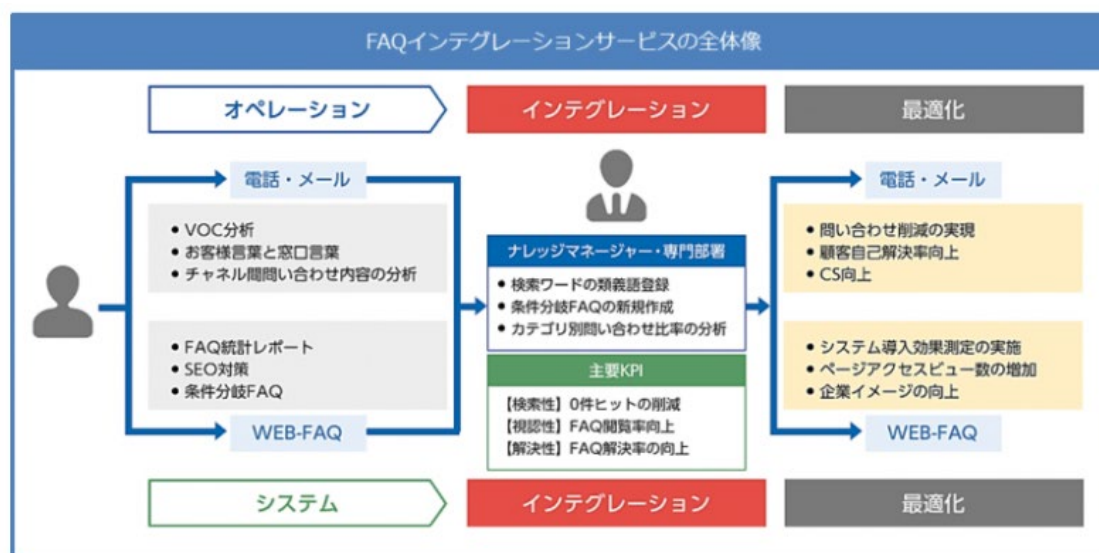 FAQインテグレーションサービスの全体像
オペレーション
インテグレーション
最適化
電話・メール
• VOC分析
• お客様言葉と窓口言葉
• チャネル間問い合わせ内容の分析
• FAQ統計レポート
• SEO対策
• 条件分岐FAQ
WEB-FAQ
ナレッジマネージャー・専門部署
• 検索ワードの類義語登録
• 条件分岐FAQの新規作成
• カテゴリ別問い合わせ比率の分析
主要KPI
【検索性】0件ヒットの削減
【視認性】FAQ閲覧率向上
【解決性】FAQ解決率の向上
電話・メール
• 問い合わせ削減の実現
• 顧客自己解決率向上
• CS向上
• システム導入効果測定の実施
• ページアクセスビュー数の増加
• 企業イメージの向上
WEB-FAQ
システム
インテグレーション
最適化